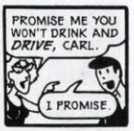 PROMISE ME YOU
WON'T DRINK AND
DRIVE, CARL.
I PROMISE.